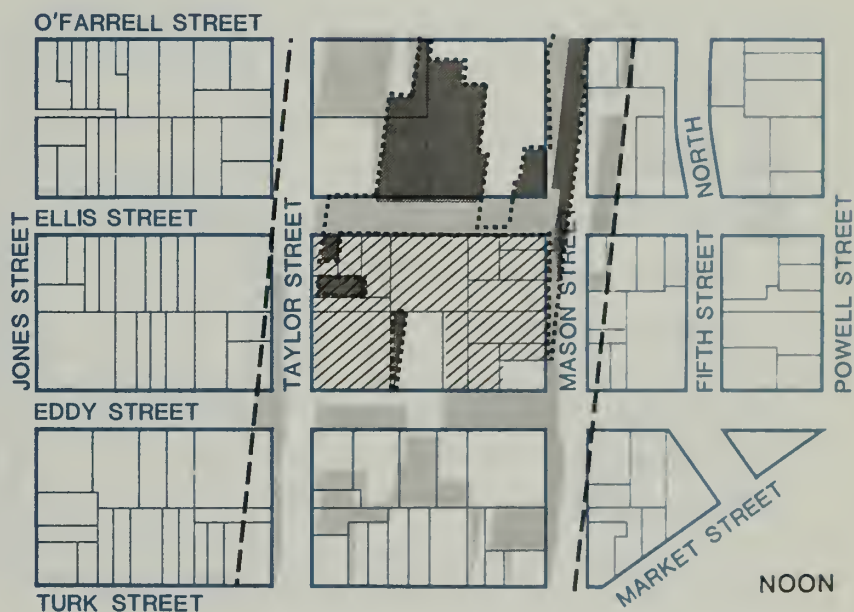 O'FARRELL STREET
ELLIS STREET
EDDY STREET
TURK STREET
JONES STREET
TAYLOR STREET
MASON STREET
NORTH
FIFTH STREET
POWELL STREET
MARKET STREET
NOON